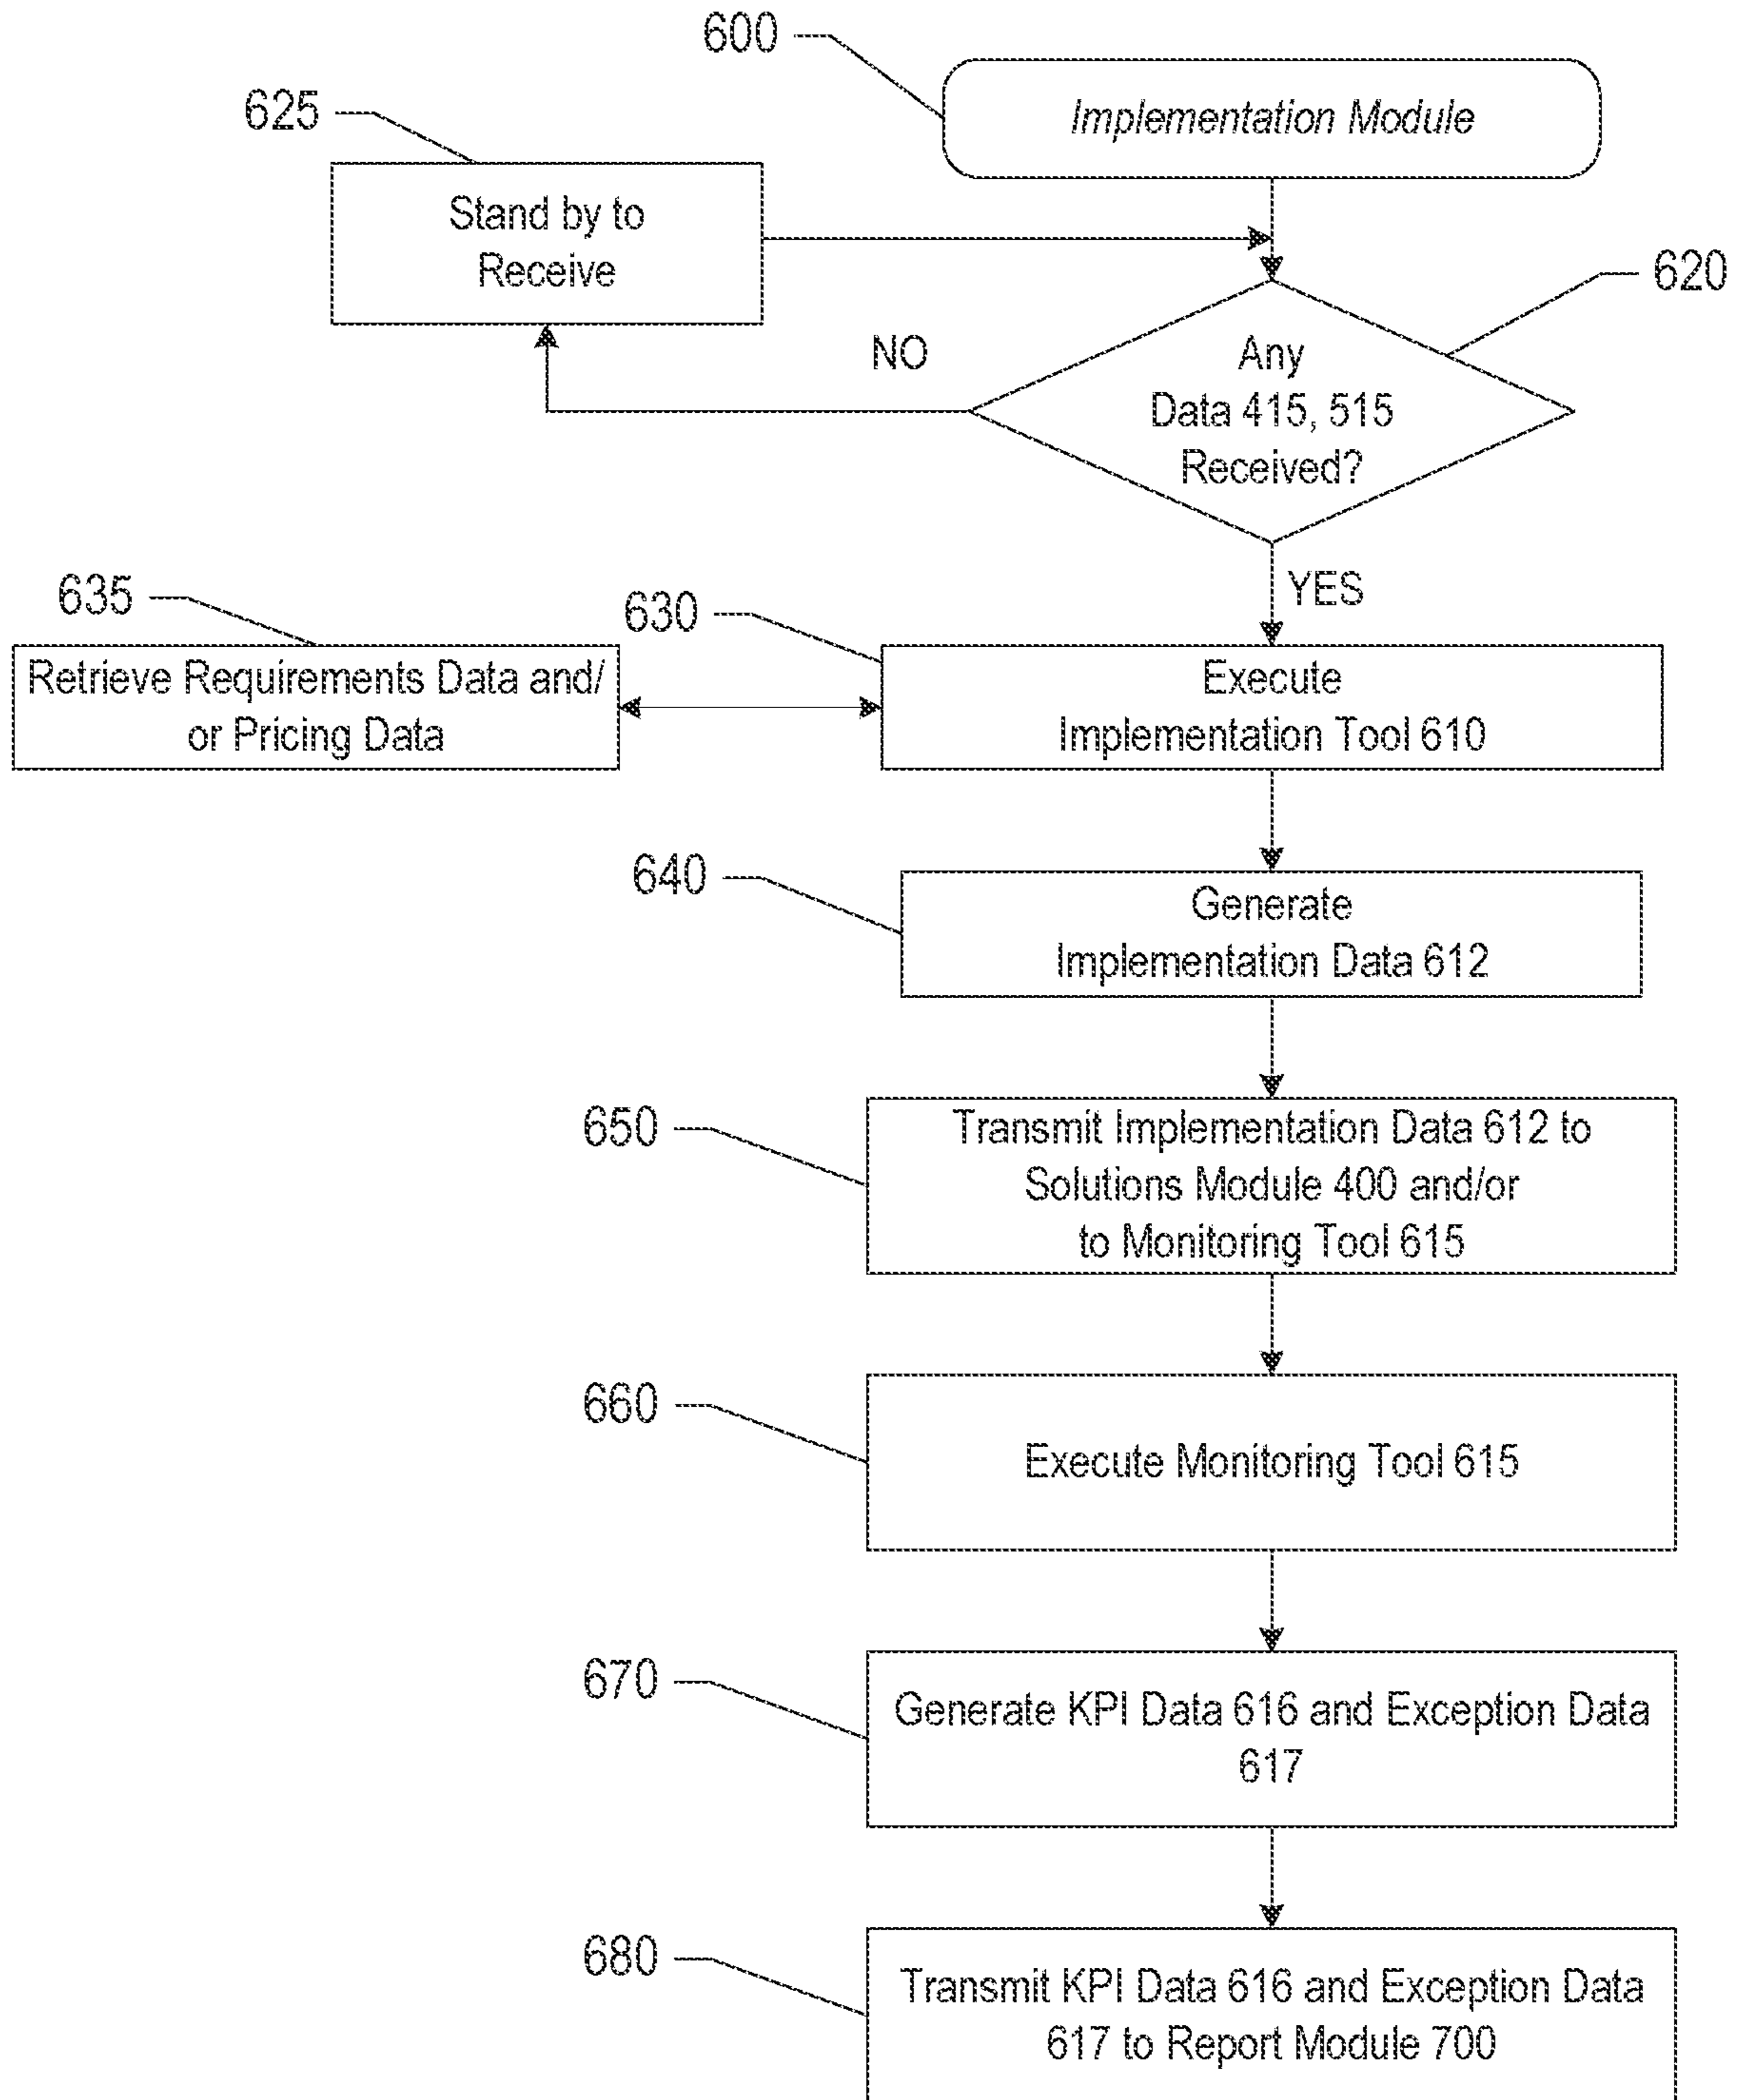 600
Implementation Module
625
Stand by to
Receive
620
NO
Any
Data 415, 515
Received?
YES
635
630
Retrieve Requirements Data and/
or Pricing Data
Execute
Implementation Tool 610
640
Generate
Implementation Data 612
650
Transmit Implementation Data 612 to
Solutions Module 400 and/or
to Monitoring Tool 615
660
Execute Monitoring Tool 615
670
Generate KPI Data 616 and Exception Data
617
680
Transmit KPI Data 616 and Exception Data
617 to Report Module 700